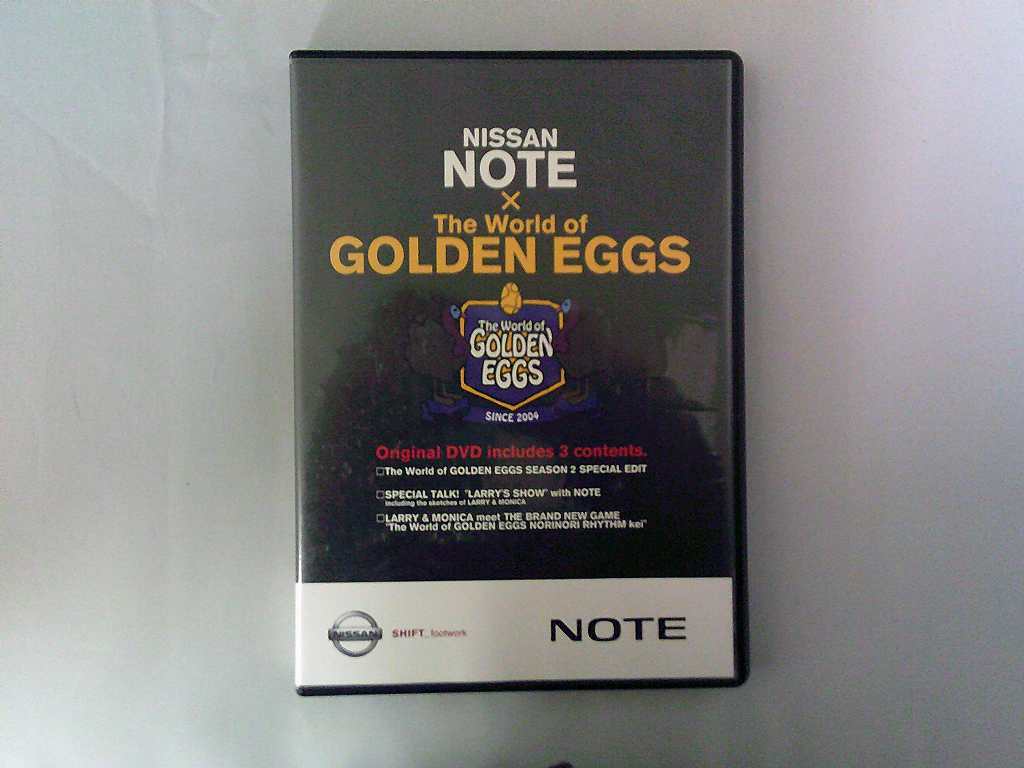 NISSAN
NOTE
×
The World of
GOLDEN EGGS
The World of
GOLDEN
EGGS
SINCE 2004
Original DVD includes 3 contents.
□The World of GOLDEN EGGS SEASON 2 SPECIAL EDIT
□SPECIAL TALK! "LARRY'S SHOW" with NOTE
including the sketches of LARRY & MONICA
□LARRY & MONICA meet THE BRAND NEW GAME
"The World of GOLDEN EGGS NORINORI RHYTHM kei"
NISSAN SHIFT_footwork NOTE